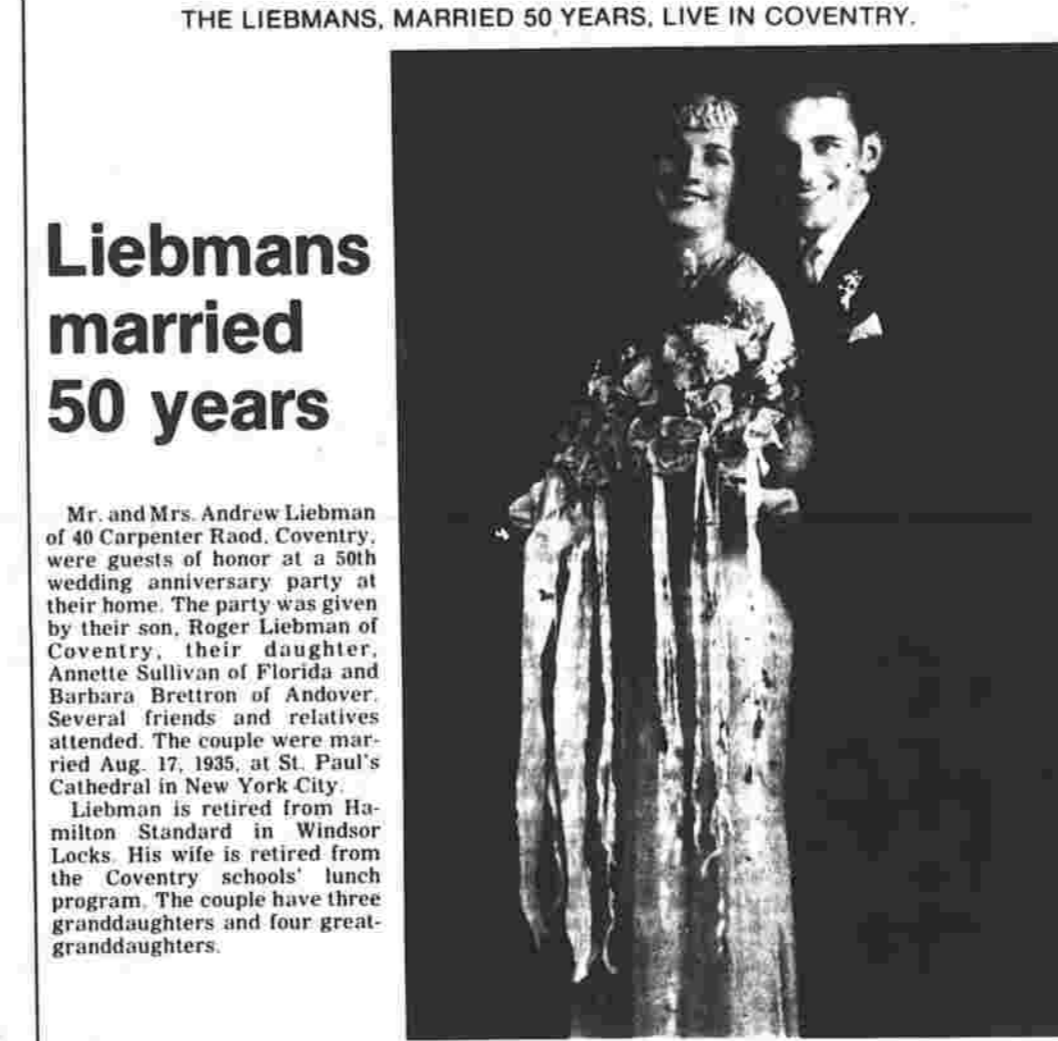 THE LIEBMANS, MARRIED 50 YEARS, LIVE IN COVENTRY.
Liebmans
married
50 years
Mr. and Mrs. Andrew Liebman
of 40 Carpenter Raod, Coventry,
were guests of honor at a 50th
wedding anniversary party at
their home. The party was given
by their son, Roger Liebman of
Coventry, their daughter,
Annette Sullivan of Florida and
Barbara Brettron of Andover.
Several friends and relatives
attended. The couple were mar-
ried Aug. 17, 1935, at St. Paul's
Cathedral in New York City.
Liebman is retired from Ha-
milton Standard in Windsor
Locks. His wife is retired from
the Coventry schools' lunch
program. The couple have three
granddaughters and four great-
granddaughters.